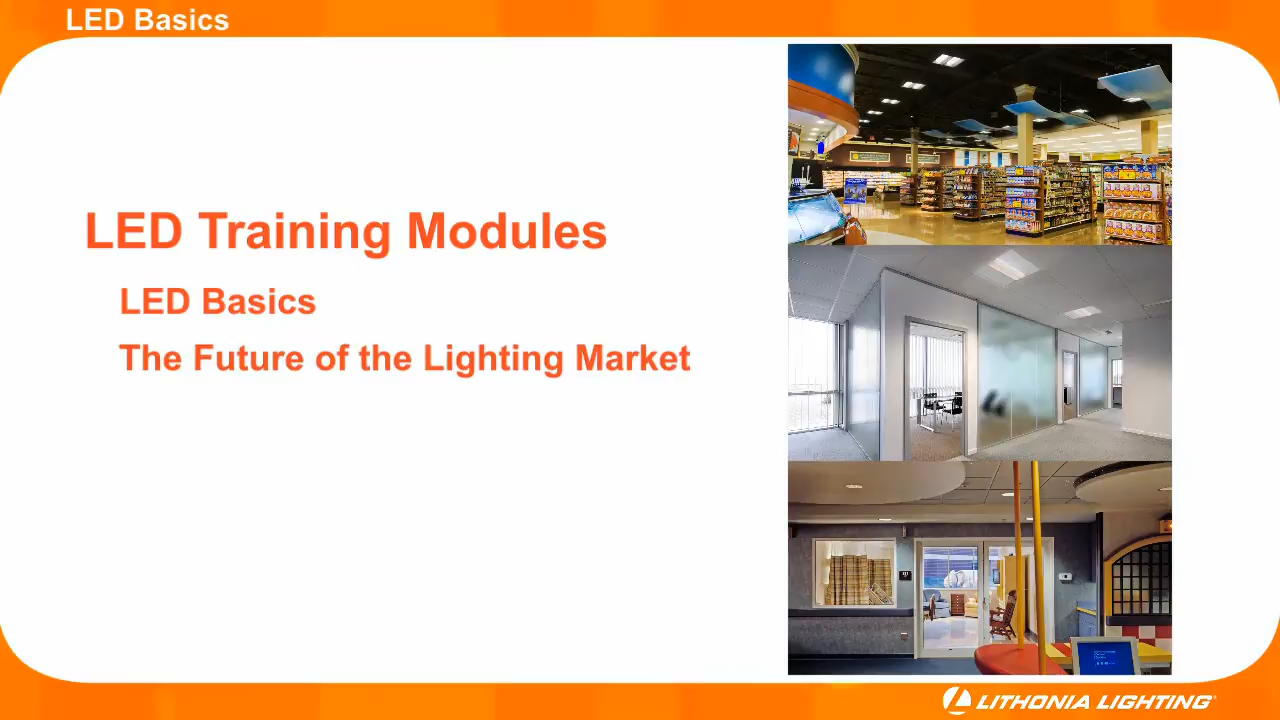 LED Basics
LED Training Modules
LED Basics
The Future of the Lighting Market
LITHONIA LIGHTING®